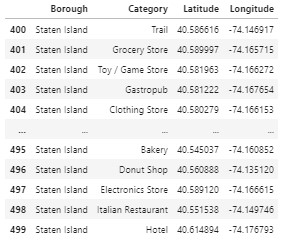 Borough Category Latitude Longitude
400 Staten Island Trail 40.586616 -74.146917
401 Staten Island Grocery Store 40.589997 -74.165715
402 Staten Island Toy / Game Store 40.581963 -74.166272
403 Staten Island Gastropub 40.581222 -74.167654
404 Staten Island Clothing Store 40.580279 -74.166153
... ... ... ... ...
495 Staten Island Bakery 40.545037 -74.160852
496 Staten Island Donut Shop 40.560888 -74.135120
497 Staten Island Electronics Store 40.589120 -74.166615
498 Staten Island Italian Restaurant 40.551538 -74.149746
499 Staten Island Hotel 40.614894 -74.176793